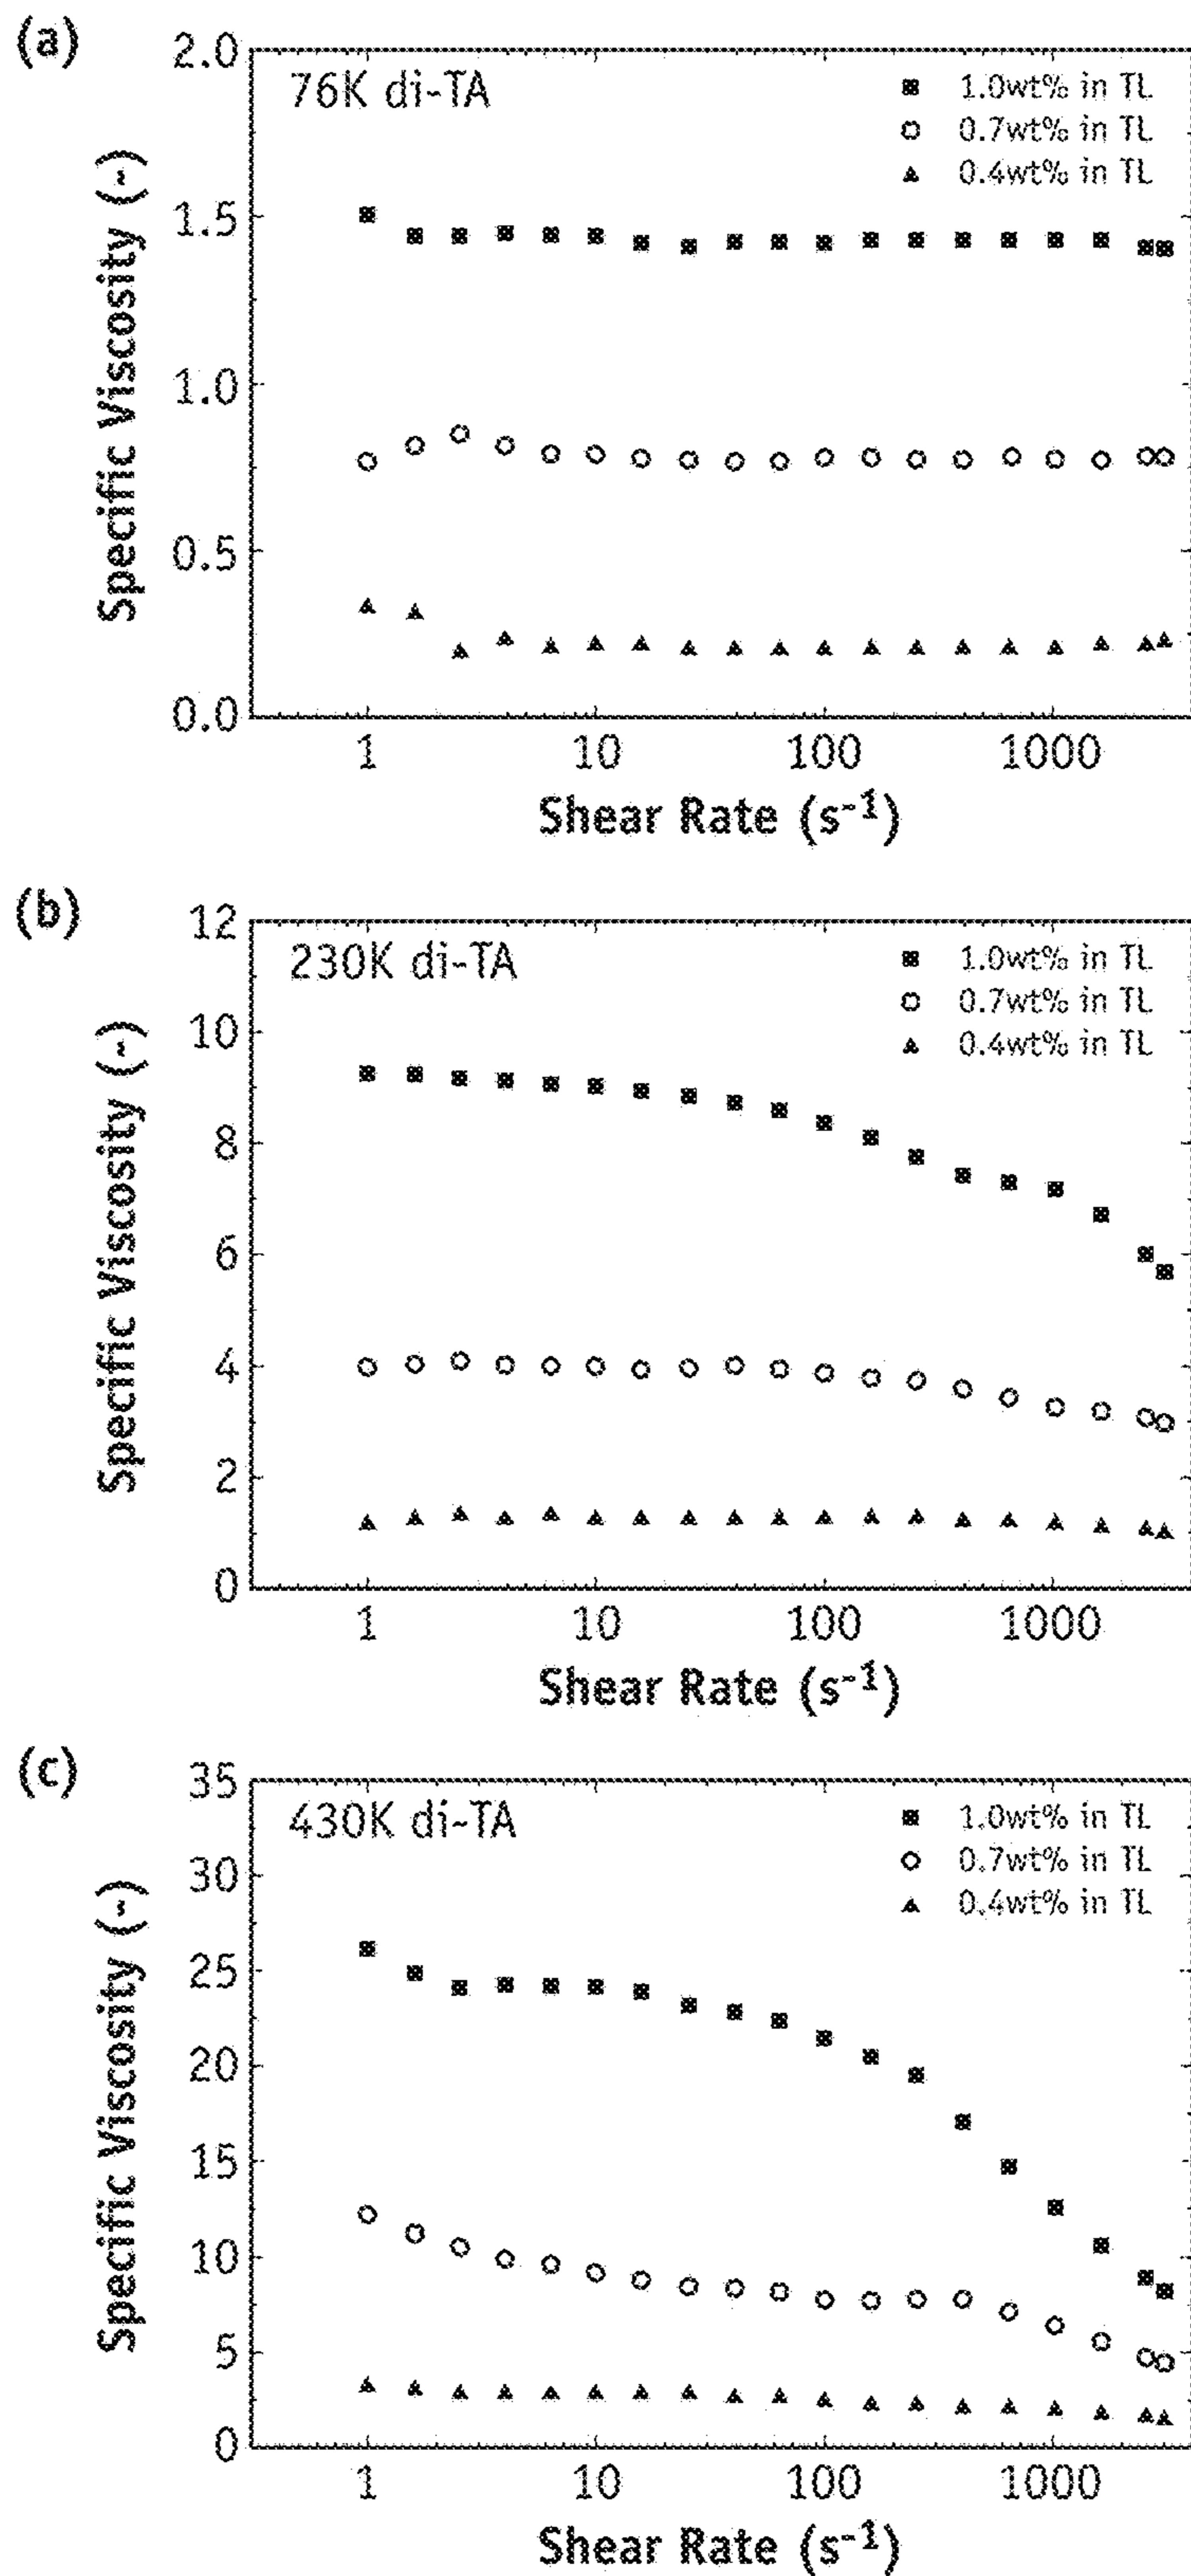 (a)
2.0
76K di-TA
1.0wt% in TL
0.7wt% in TL
0.4wt% in TL
1.5
1.0
0.5
0.0
Specific Viscosity (-)
1 10 100 1000
Shear Rate (s⁻¹)
(b)
12
230K di-TA
1.0wt% in TL
0.7wt% in TL
0.4wt% in TL
10
8
6
4
2
0
Specific Viscosity (-)
1 10 100 1000
Shear Rate (s⁻¹)
(c)
35
430K di-TA
1.0wt% in TL
0.7wt% in TL
0.4wt% in TL
30
25
20
15
10
5
0
Specific Viscosity (-)
1 10 100 1000
Shear Rate (s⁻¹)